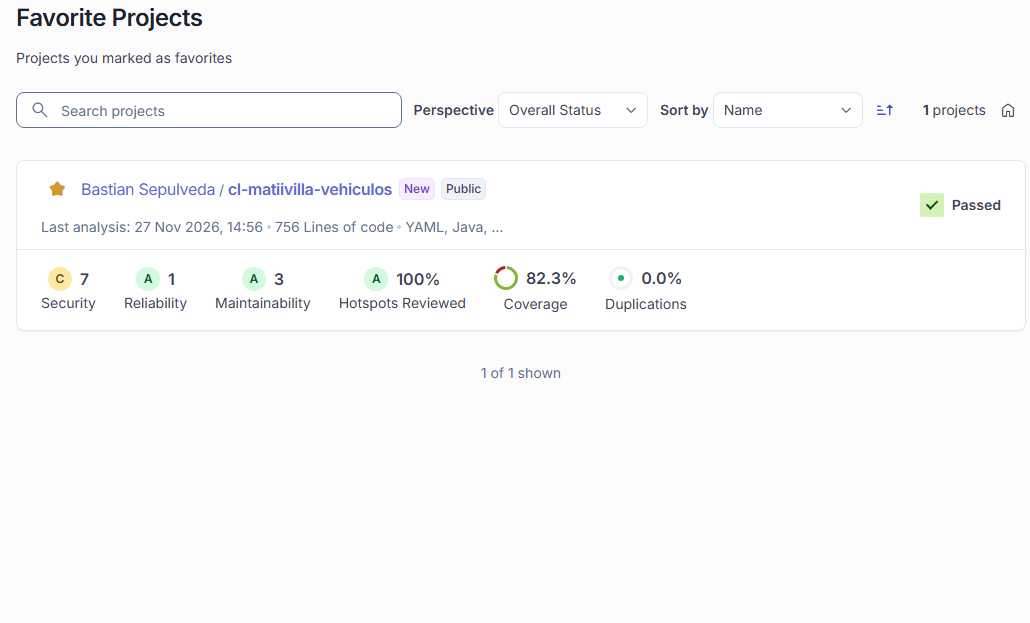 Favorite Projects
Projects you marked as favorites
Search projects Perspective Overall Status Sort by Name 1 projects
Bastian Sepulveda / cl-matiivilla-vehiculos New Public
Passed
Last analysis: 27 Nov 2026, 14:56 • 756 Lines of code • YAML, Java, ...
C 7 A 1 A 3 A 100% 82.3% 0.0%
Security Reliability Maintainability Hotspots Reviewed Coverage Duplications
1 of 1 shown